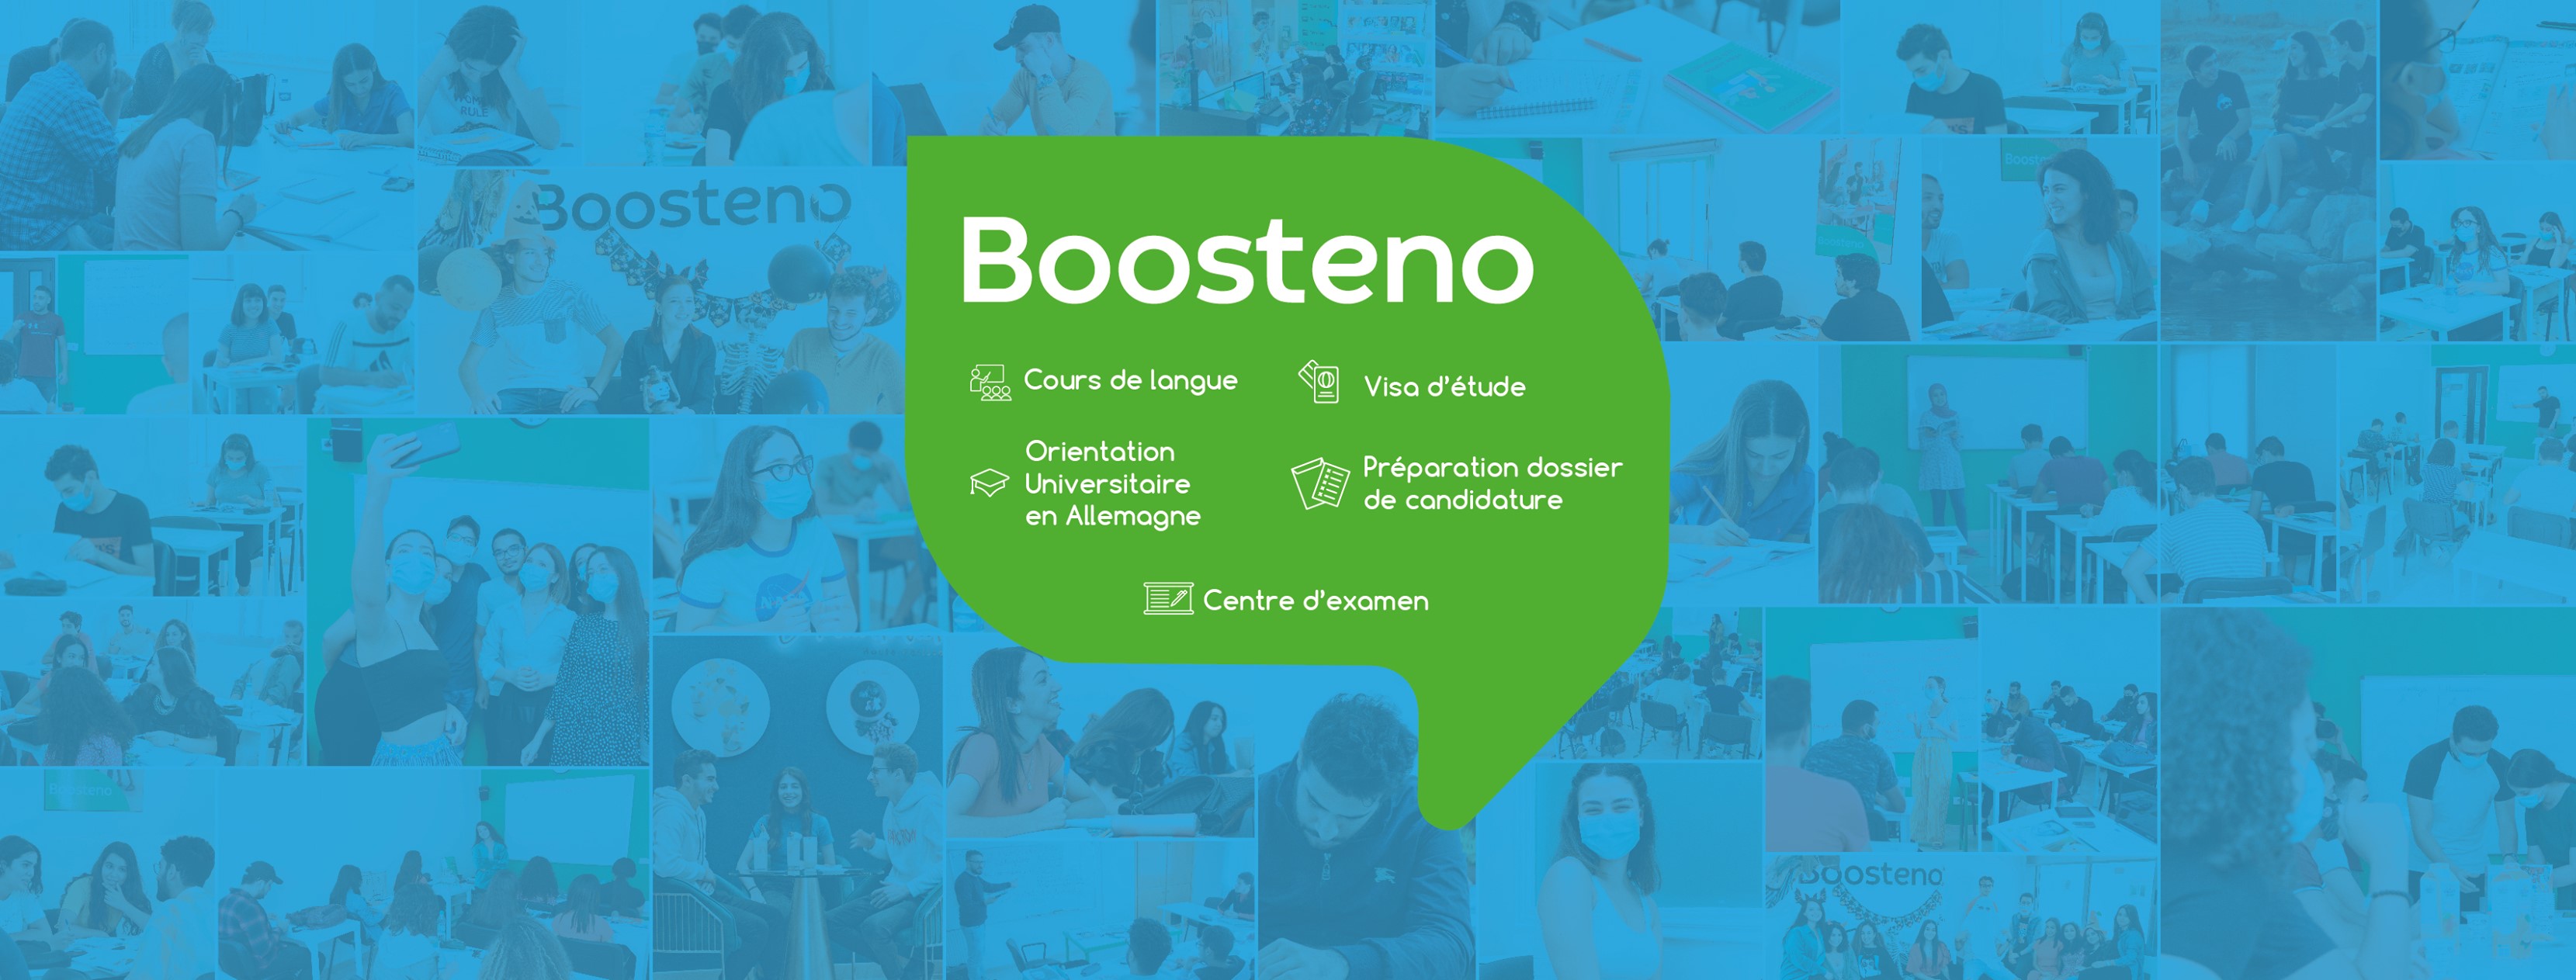 Boosteno
Boosteno
Cours de langue
Visa d'étude
Orientation
Universitaire
en Allemagne
Préparation dossier
de candidature
Centre d'examen
Boosteno